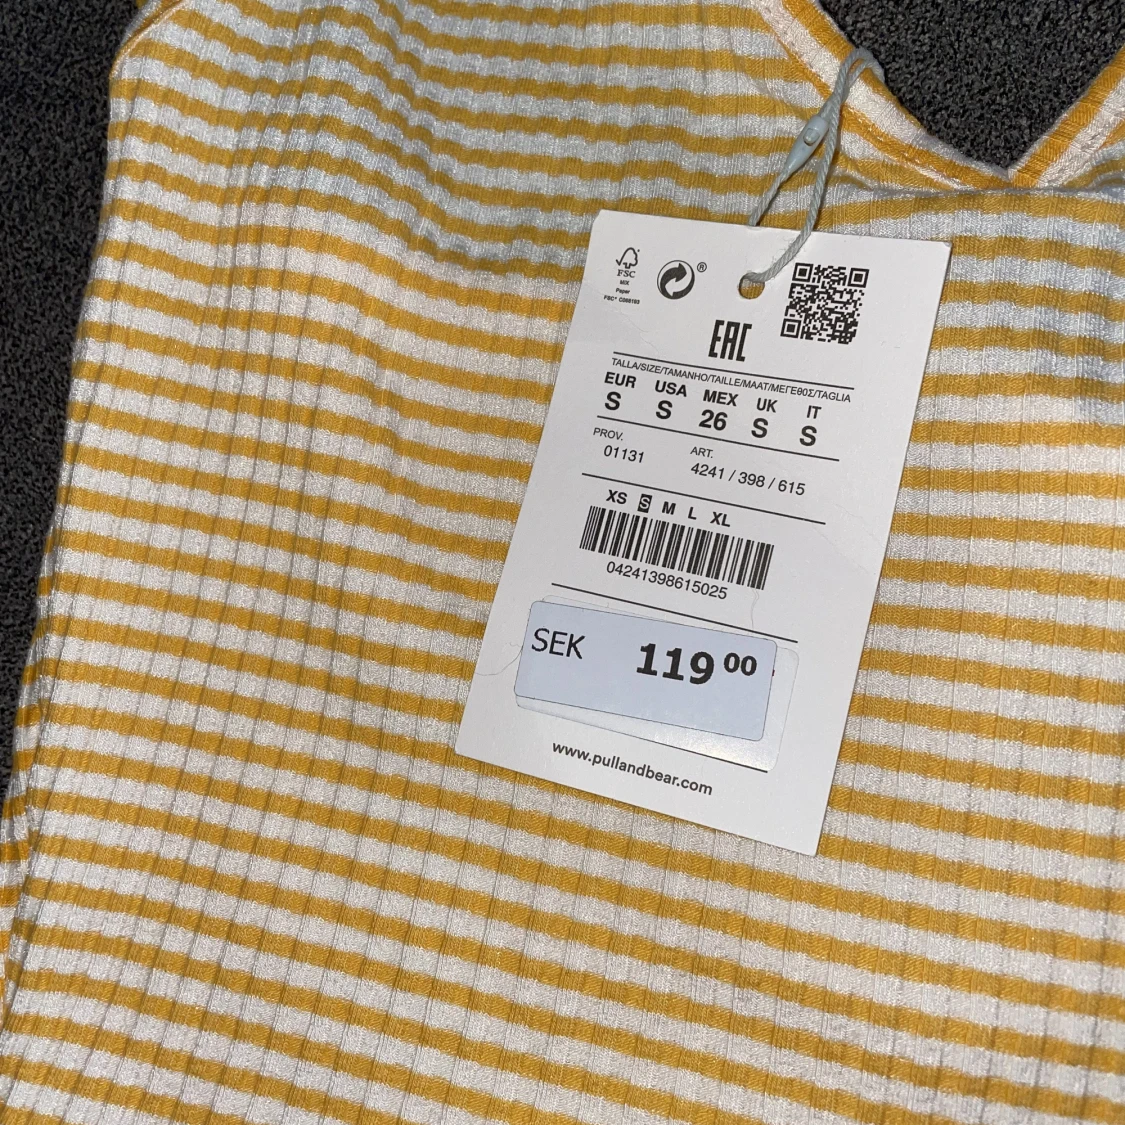 FSC
MIX
Paper
FSC® C068193
®
EAC
TALLA/SIZE/TAMANHO/TAILLE/MAAT/ΜΕΓΕΘΟΣ/TAGLIA
EUR USA MEX UK IT
S S 26 S S
PROV. ART.
01131 4241 / 398 / 615
XS S M L XL
04241398615025
SEK 119 00
www.pullandbear.com